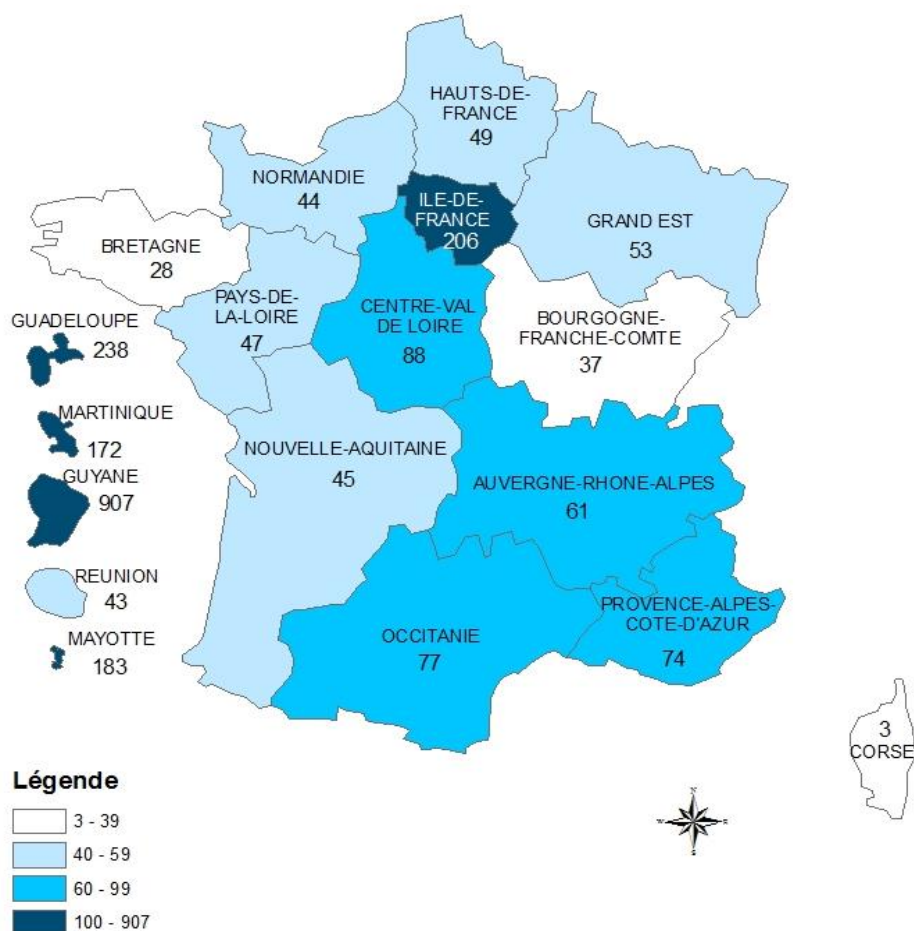 HAUTS-DE-
FRANCE
49
NORMANDIE
44
ILE-DE-
FRANCE
206
GRAND EST
53
BRETAGNE
28
PAYS-DE-
LA-LOIRE
47
CENTRE-VAL
DE LOIRE
88
BOURGOGNE-
FRANCHE-COMTE
37
GUADELOUPE
238
MARTINIQUE
172
GUYANE
907
NOUVELLE-AQUITAINE
45
AUVERGNE-RHONE-ALPES
61
REUNION
43
MAYOTTE
183
OCCITANIE
77
PROVENCE-ALPES-
COTE-D'AZUR
74
3
CORSE
Légende
3 - 39
40 - 59
60 - 99
100 - 907
N
W
E
S